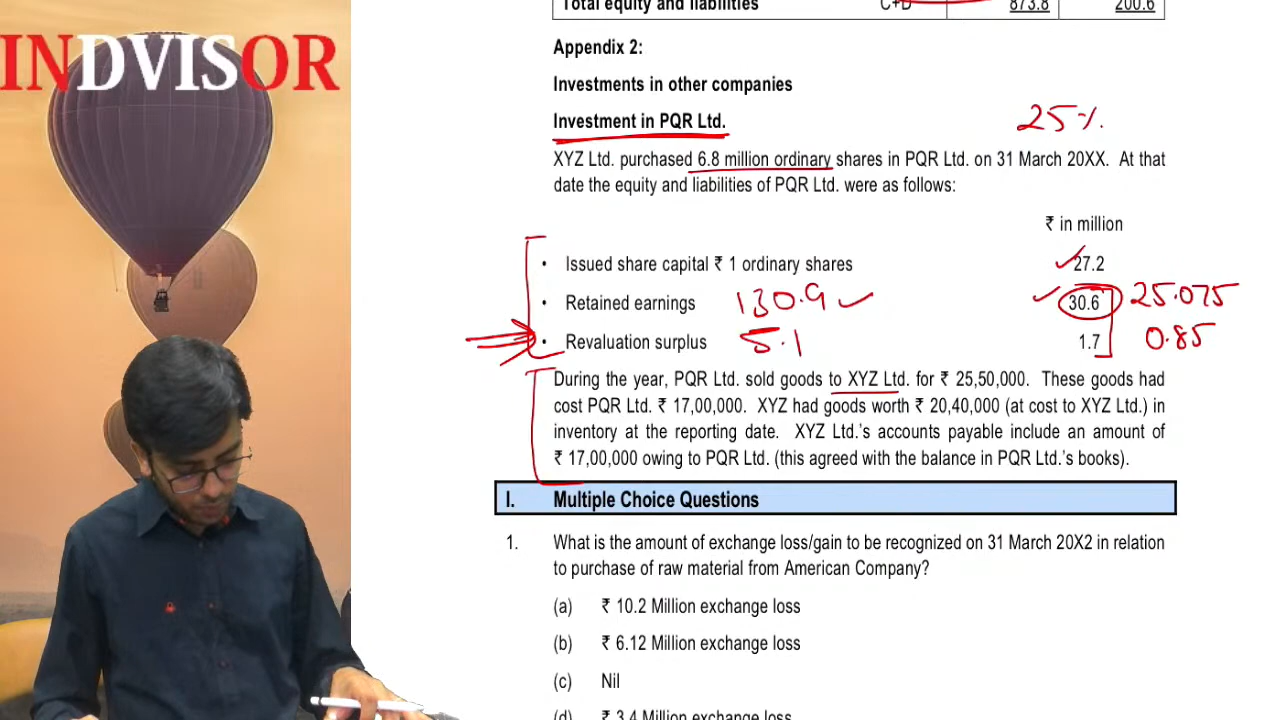 Total equity and liabilities C+D 873.8 200.6
INDVISOR
Appendix 2:
Investments in other companies
Investment in PQR Ltd.
25%
XYZ Ltd. purchased 6.8 million ordinary shares in PQR Ltd. on 31 March 20XX. At that
date the equity and liabilities of PQR Ltd. were as follows:
₹ in million
• Issued share capital ₹ 1 ordinary shares 27.2
• Retained earnings 130.9 30.6 25.075
• Revaluation surplus 5.1 1.7 0.85
During the year, PQR Ltd. sold goods to XYZ Ltd. for ₹ 25,50,000. These goods had
cost PQR Ltd. ₹ 17,00,000. XYZ had goods worth ₹ 20,40,000 (at cost to XYZ Ltd.) in
inventory at the reporting date. XYZ Ltd.'s accounts payable include an amount of
₹ 17,00,000 owing to PQR Ltd. (this agreed with the balance in PQR Ltd.'s books).
I. Multiple Choice Questions
1. What is the amount of exchange loss/gain to be recognized on 31 March 20X2 in relation
to purchase of raw material from American Company?
(a) ₹ 10.2 Million exchange loss
(b) ₹ 6.12 Million exchange loss
(c) Nil
(d) ₹ 3.4 Million exchange loss